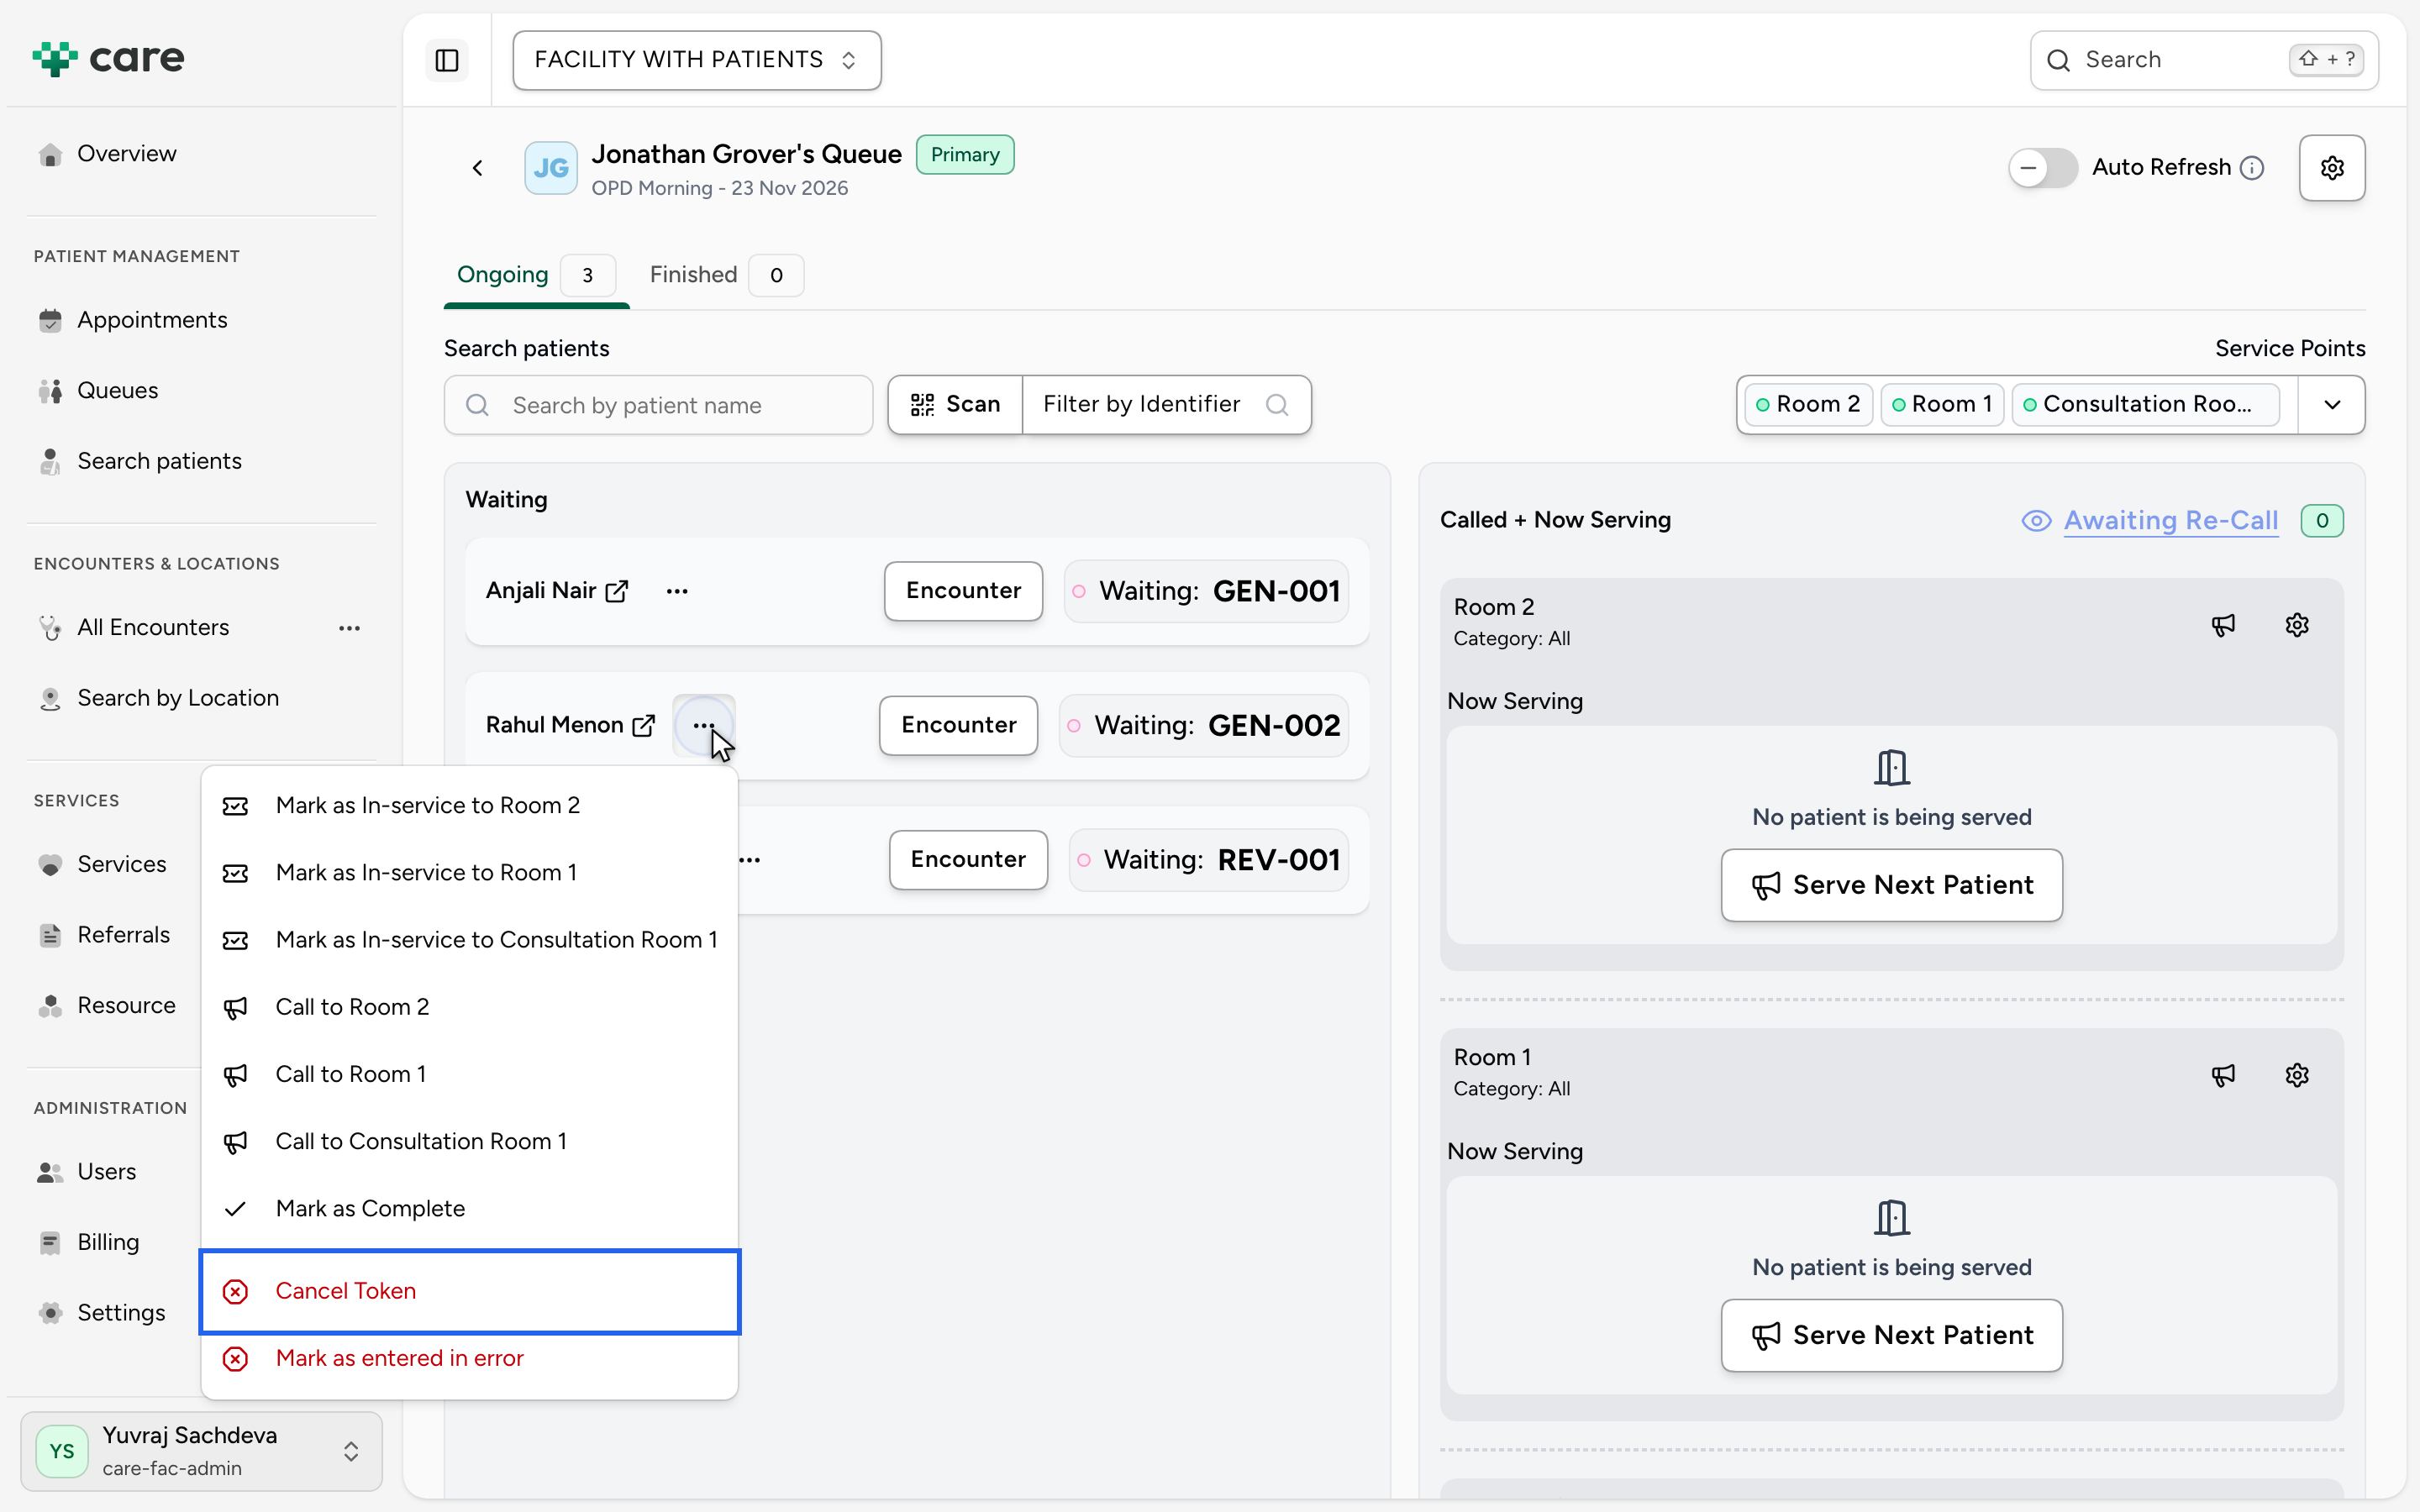 care
FACILITY WITH PATIENTS
Search
+ ?
Overview
PATIENT MANAGEMENT
Appointments
Queues
Search patients
ENCOUNTERS & LOCATIONS
All Encounters
Search by Location
SERVICES
Services
Referrals
Resource
ADMINISTRATION
Users
Billing
Settings
YS
Yuvraj Sachdeva
care-fac-admin
JG
Jonathan Grover's Queue
Primary
OPD Morning - 23 Nov 2026
Auto Refresh
Ongoing 3
Finished 0
Search patients
Service Points
Search by patient name
Scan
Filter by Identifier
Room 2
Room 1
Consultation Roo...
Waiting
Anjali Nair
Encounter
Waiting: GEN-001
Rahul Menon
Encounter
Waiting: GEN-002
Encounter
Waiting: REV-001
Mark as In-service to Room 2
Mark as In-service to Room 1
Mark as In-service to Consultation Room 1
Call to Room 2
Call to Room 1
Call to Consultation Room 1
Mark as Complete
Cancel Token
Mark as entered in error
Called + Now Serving
Awaiting Re-Call
0
Room 2
Category: All
Now Serving
No patient is being served
Serve Next Patient
Room 1
Category: All
Now Serving
No patient is being served
Serve Next Patient